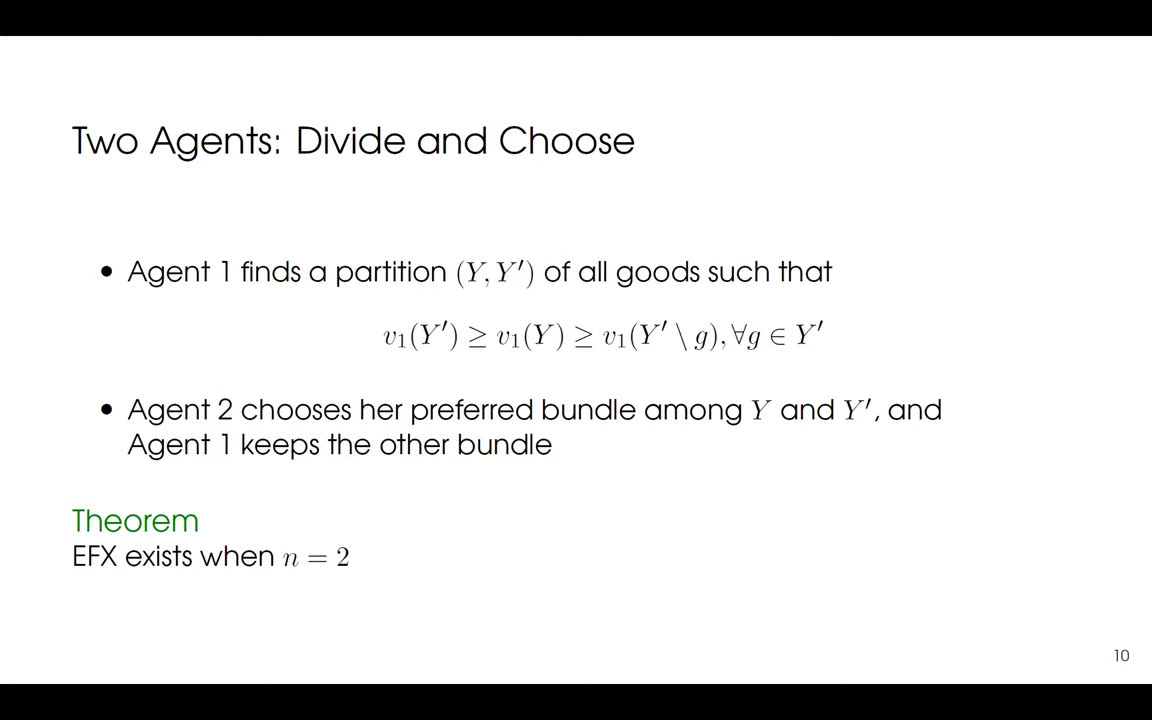 Two Agents: Divide and Choose
• Agent 1 finds a partition (Y, Y′) of all goods such that
v₁(Y′) ≥ v₁(Y) ≥ v₁(Y′ \ g), ∀g ∈ Y′
• Agent 2 chooses her preferred bundle among Y and Y′, and
Agent 1 keeps the other bundle
Theorem
EFX exists when n = 2
10